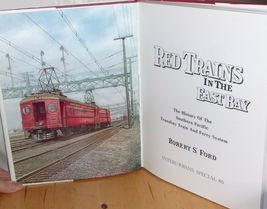 RED TRAINS
IN THE
EAST BAY
The History Of The
Southern Pacific
Transbay Train And Ferry System
ROBERT S. FORD
INTERURBANS SPECIAL 65